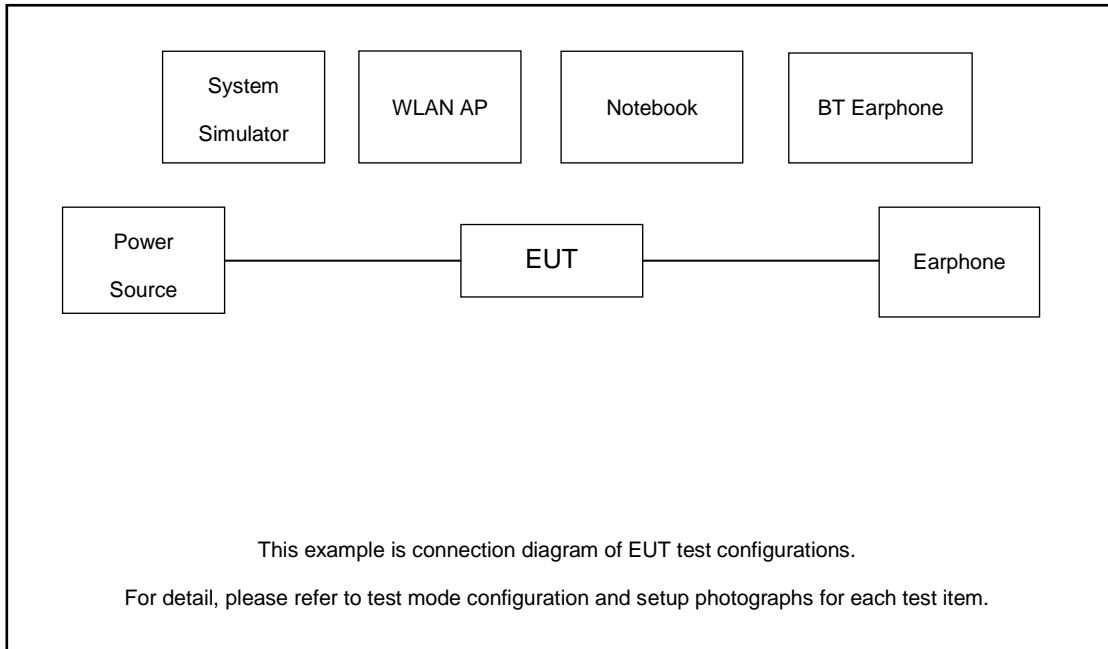 System
Simulator
WLAN AP
Notebook
BT Earphone
Power
Source
EUT
Earphone
This example is connection diagram of EUT test configurations.
For detail, please refer to test mode configuration and setup photographs for each test item.